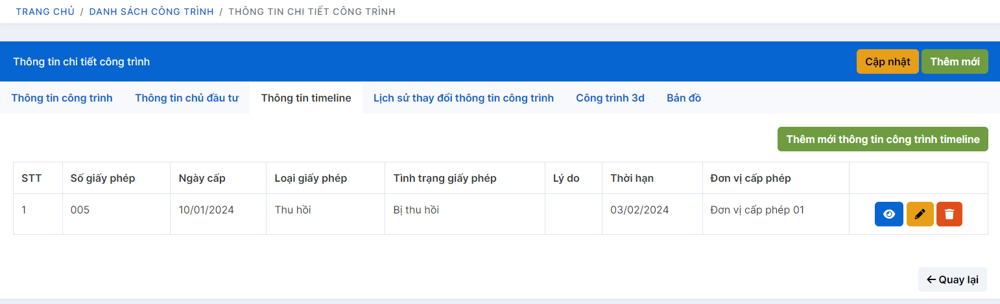 TRANG CHỦ / DANH SÁCH CÔNG TRÌNH / THÔNG TIN CHI TIẾT CÔNG TRÌNH
Thông tin chi tiết công trình Cập nhật Thêm mới
Thông tin công trình Thông tin chủ đầu tư Thông tin timeline Lịch sử thay đổi thông tin công trình Công trình 3d Bản đồ
Thêm mới thông tin công trình timeline
STT Số giấy phép Ngày cấp Loại giấy phép Tình trạng giấy phép Lý do Thời hạn Đơn vị cấp phép
1 005 10/01/2024 Thu hồi Bị thu hồi 03/02/2024 Đơn vị cấp phép 01
Quay lại